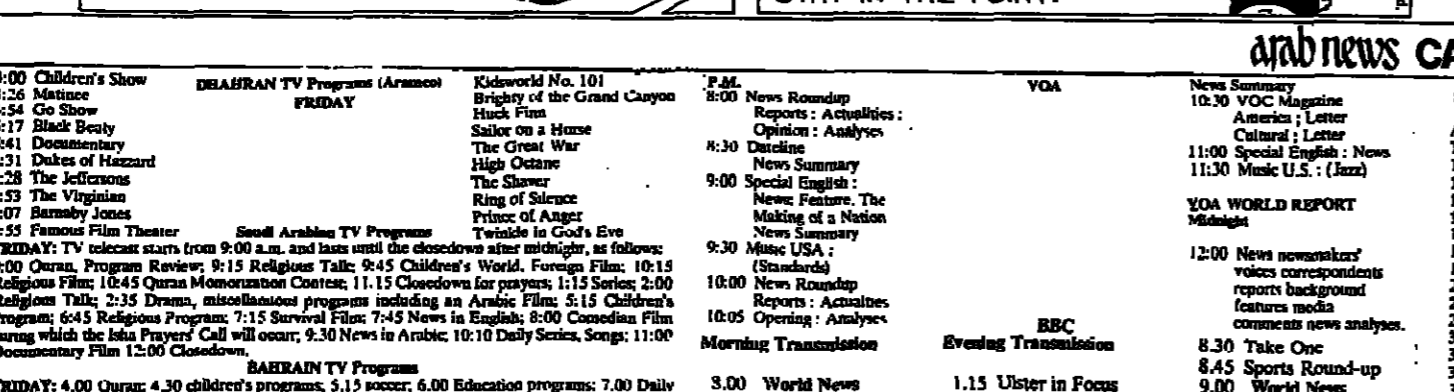 arab news CA
DHAHRAN TV Programs (Aramco)
FRIDAY
:00 Children's Show
:26 Matinee
:54 Go Show
:17 Black Beaty
:41 Documentary
:31 Dukes of Hazzard
:28 The Jeffersons
:53 The Virginian
:07 Barnaby Jones
:55 Famous Film Theater
Kidsworld No. 101
Brighty of the Grand Canyon
Huck Finn
Sailor on a Horse
The Great War
High Octane
The Shaver
Ring of Silence
Prince of Anger
Twinkle in God's Eve
Saudi Arabian TV Programs
FRIDAY: TV telecast starts from 9:00 a.m. and lasts until the closedown after midnight, as follows:
:00 Quran, Program Review; 9:15 Religious Talk; 9:45 Children's World, Foreign Film; 10:15
Religious Film; 10:45 Quran Momorization Contest; 11.15 Closedown for prayers; 1:15 Series; 2:00
Religious Talk; 2:35 Drama, miscellanious programs including an Arabic Film; 5:15 Children's
Program; 6:45 Religious Program; 7:15 Survival Film; 7:45 News in English; 8:00 Comedian Film
during which the Isha Prayers' Call will occur; 9:30 News in Arabic; 10:10 Daily Series, Songs; 11:00
Documentary Film 12:00 Closedown.
BAHRAIN TV Programs
FRIDAY: 4.00 Quran; 4.30 children's programs; 5.15 soccer; 6.00 Education programs; 7.00 Daily
VOA
P.M.
8:00 News Roundup
Reports : Actualities :
Opinion : Analyses
8:30 Dateline
News Summary
9:00 Special English :
News; Feature, The
Making of a Nation
News Summary
9:30 Music USA :
(Standards)
10:00 News Roundup
Reports : Actualties
10:05 Opening : Analyses
News Summary
10:30 VOC Magazine
America ; Letter
Cultural ; Letter
11:00 Special English : News
11:30 Music U.S. : (Jazz)
VOA WORLD REPORT
Midnight
12:00 News newsmakers'
voices correspondents
reports background
features media
comments news analyses.
BBC
Morning Transmission
3.00 World News
Evening Transmission
1.15 Ulster in Focus
8.30 Take One
8.45 Sports Round-up
9.00 World News